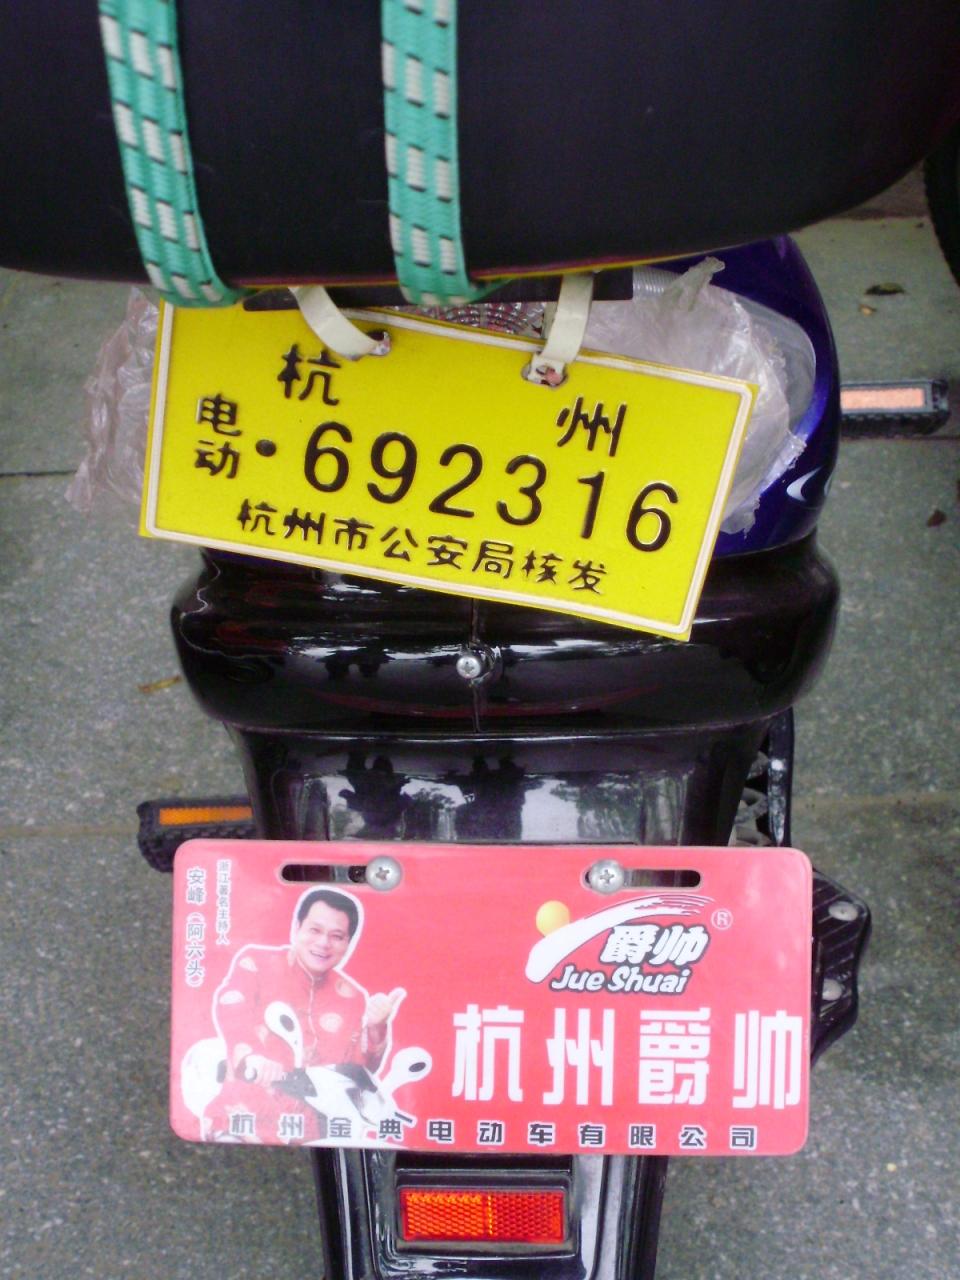 杭州
电动·692316
杭州市公安局核发
浙江著名主持人
安峰（阿六头）
爵帅®
Jue Shuai
杭州爵帅
杭州金典电动车有限公司